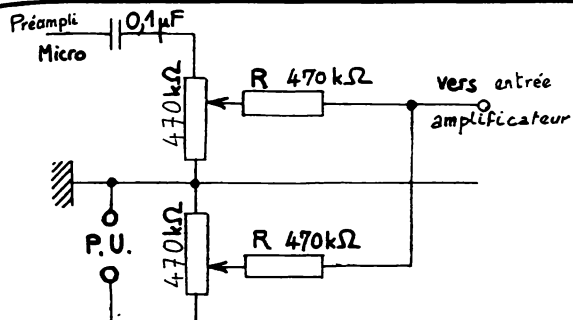 Préampli 0,1µF
Micro
470kΩ
R 470kΩ
vers entrée
amplificateur
P.U.
470kΩ
R 470kΩ